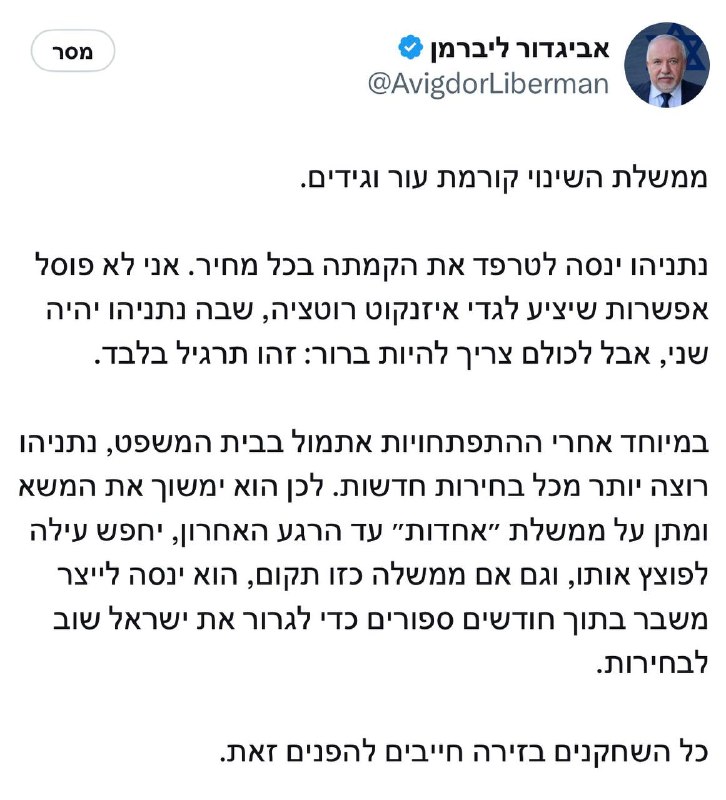 אביגדור ליברמן
@AvigdorLiberman
מסר
ממשלת השינוי קורמת עור וגידים.
נתניהו ינסה לטרפד את הקמתה בכל מחיר. אני לא פוסל
אפשרות שיציע לגדי איזנקוט רוטציה, שבה נתניהו יהיה
שני, אבל לכולם צריך להיות ברור: זהו תרגיל בלבד.
במיוחד אחרי ההתפתחויות אתמול בבית המשפט, נתניהו
רוצה יותר מכל בחירות חדשות. לכן הוא ימשוך את המשא
ומתן על ממשלת ״אחדות״ עד הרגע האחרון, יחפש עילה
לפוצץ אותו, וגם אם ממשלה כזו תקום, הוא ינסה לייצר
משבר בתוך חודשים ספורים כדי לגרור את ישראל שוב
לבחירות.
כל השחקנים בזירה חייבים להפנים זאת.